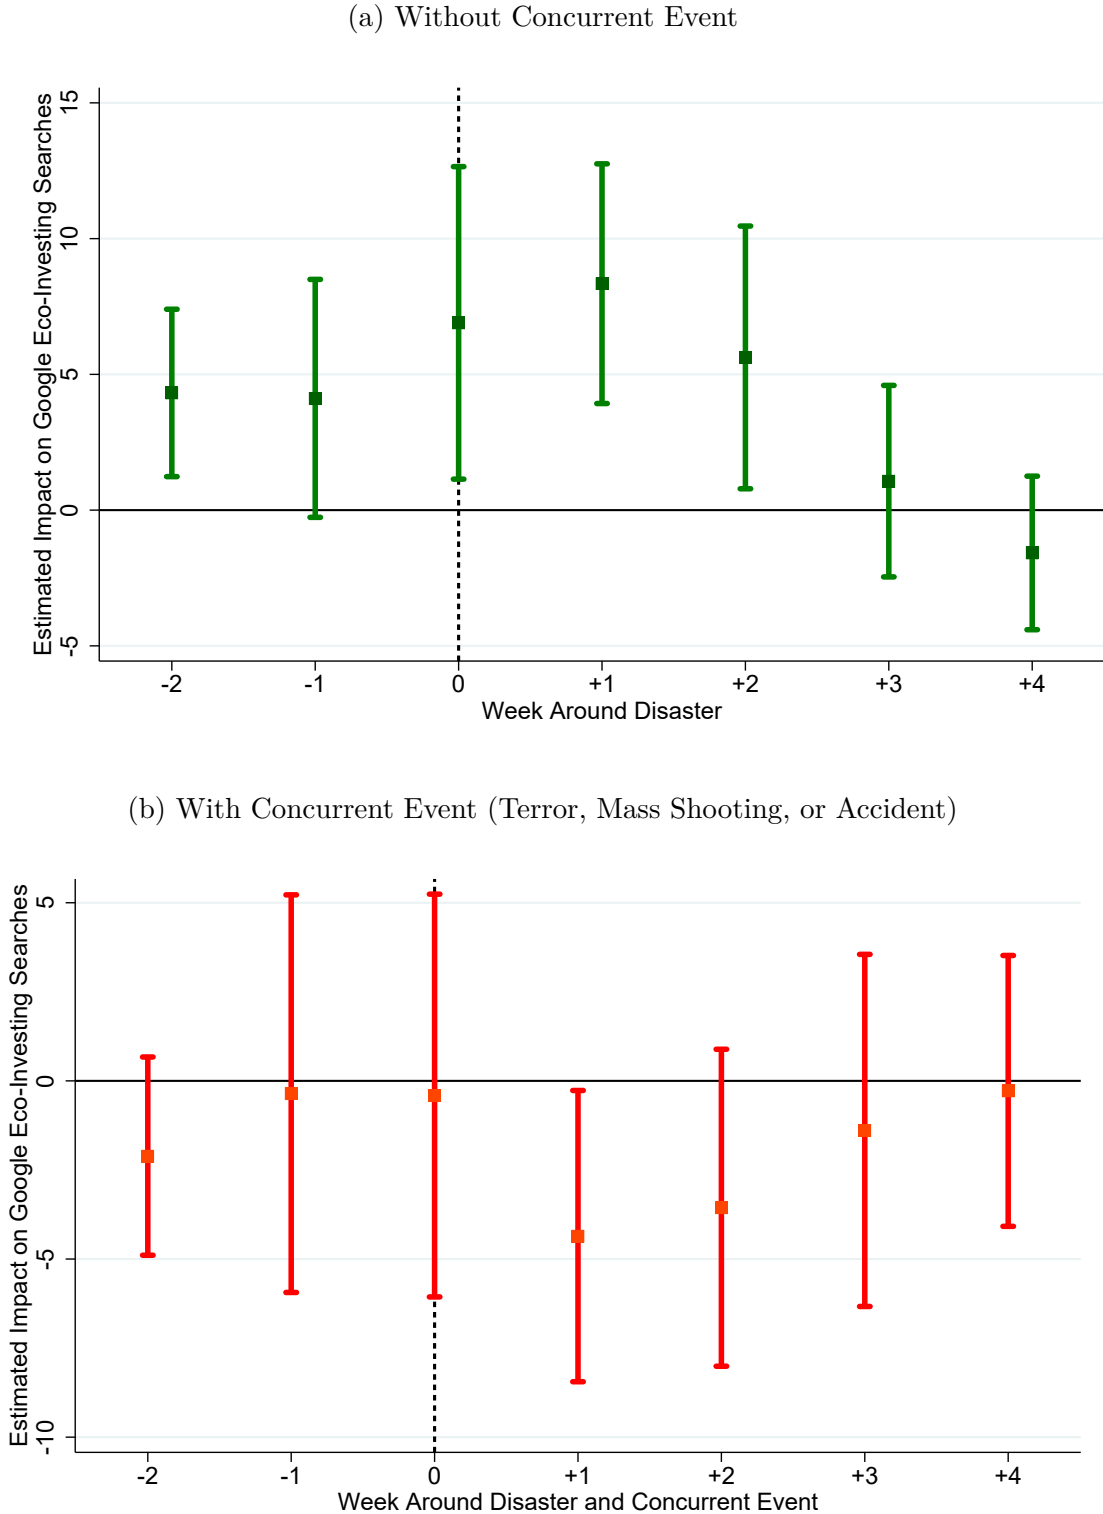 (a) Without Concurrent Event
Estimated Impact on Google Eco-Investing Searches
15
10
5
0
-5
-2 -1 0 +1 +2 +3 +4
Week Around Disaster
(b) With Concurrent Event (Terror, Mass Shooting, or Accident)
Estimated Impact on Google Eco-Investing Searches
5
0
-5
-10
-2 -1 0 +1 +2 +3 +4
Week Around Disaster and Concurrent Event